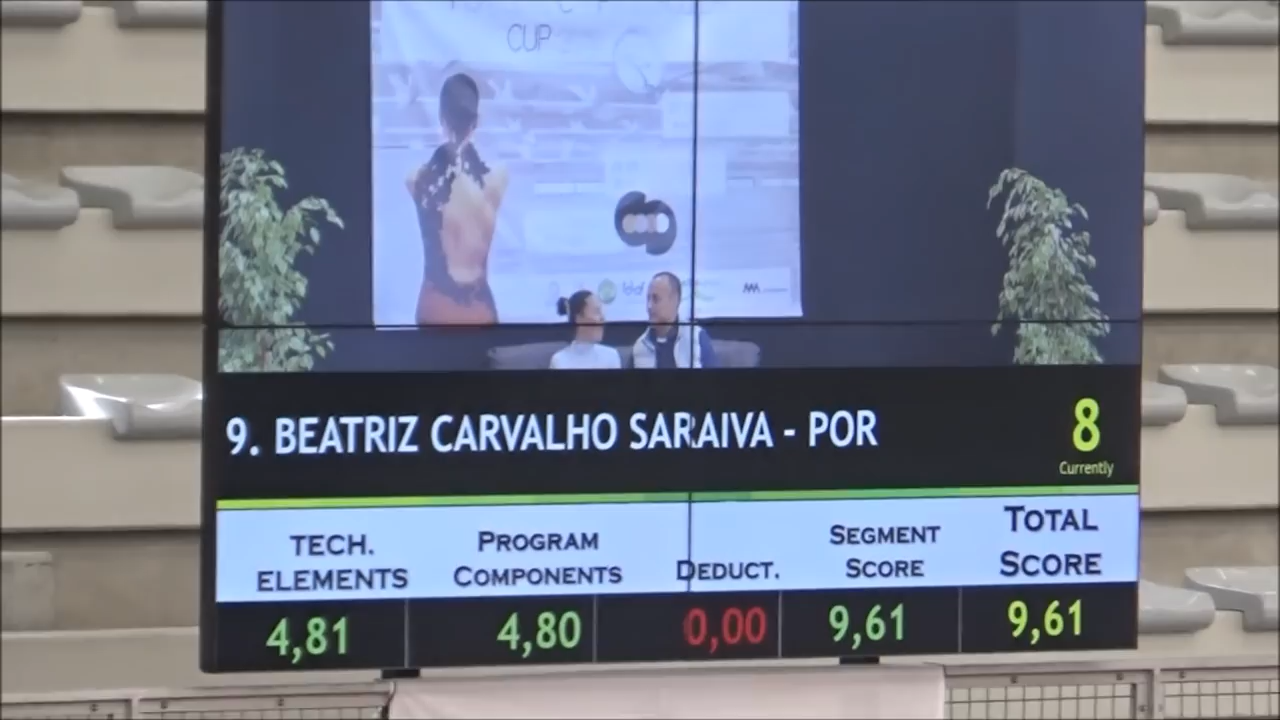 CUP
9. BEATRIZ CARVALHO SARAIVA - POR
8
Currently
TECH. ELEMENTS
PROGRAM COMPONENTS
DEDUCT.
SEGMENT SCORE
TOTAL SCORE
4,81 4,80 0,00 9,61 9,61